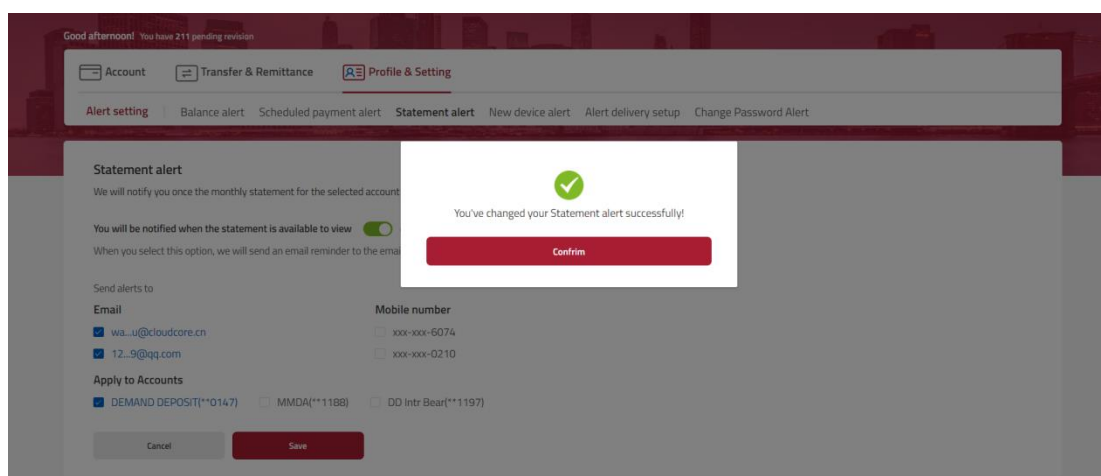 Good afternoon! You have 211 pending revision
Account Transfer & Remittance Profile & Setting
Alert setting Balance alert Scheduled payment alert Statement alert New device alert Alert delivery setup Change Password Alert
Statement alert
We will notify you once the monthly statement for the selected account
You've changed your Statement alert successfully!
You will be notified when the statement is available to view
Confrim
When you select this option, we will send an email reminder to the emai
Send alerts to
Email Mobile number
wa...u@cloudcore.cn xxx-xxx-6074
12...9@qq.com xxx-xxx-0210
Apply to Accounts
DEMAND DEPOSIT(**0147) MMDA(**1188) DD Intr Bear(**1197)
Cancel Save